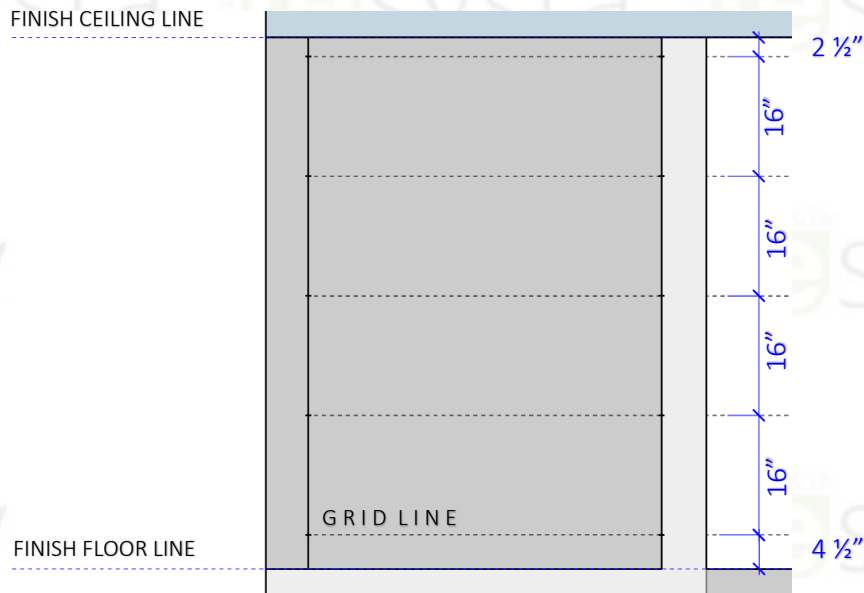 FINISH CEILING LINE
2 ½”
16”
16”
16”
16”
GRID LINE
FINISH FLOOR LINE
4 ½”